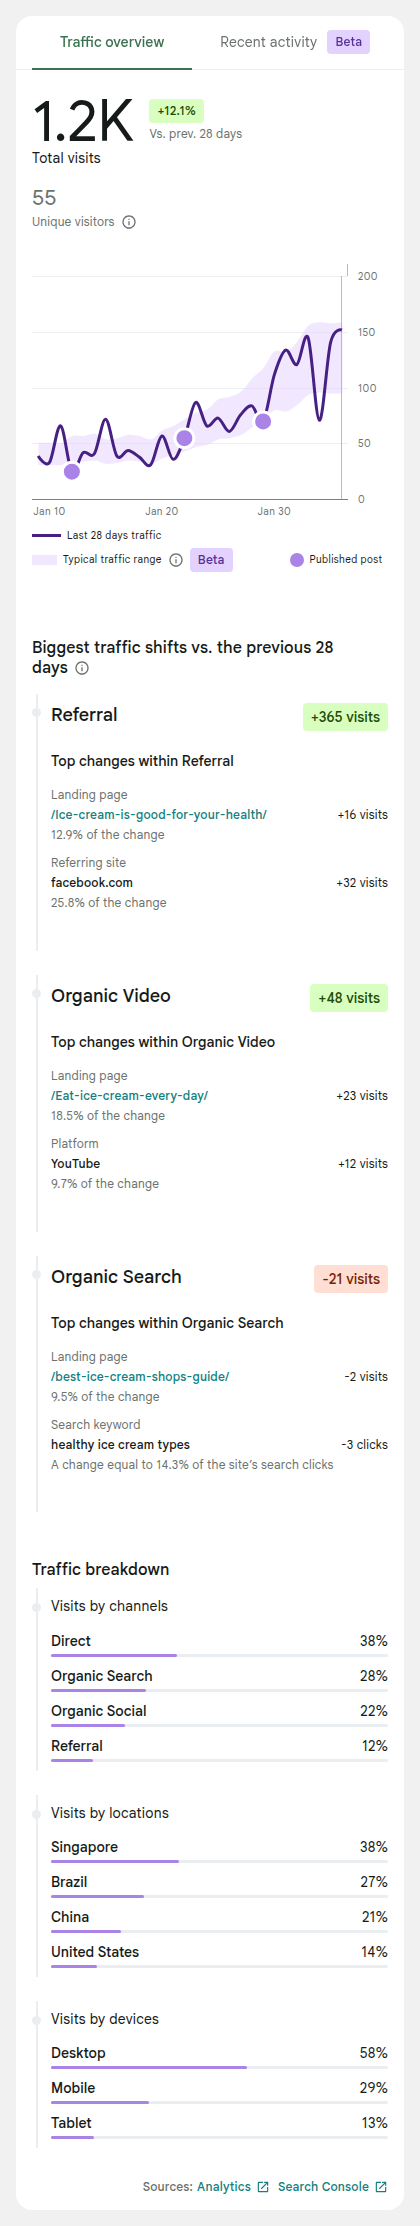 Traffic overview
Recent activity Beta
1.2K +12.1%
Vs. prev. 28 days
Total visits
55
Unique visitors
200
150
100
50
0
Jan 10 Jan 20 Jan 30
Last 28 days traffic
Typical traffic range Beta Published post
Biggest traffic shifts vs. the previous 28
days
Referral +365 visits
Top changes within Referral
Landing page
/Ice-cream-is-good-for-your-health/ +16 visits
12.9% of the change
Referring site
facebook.com +32 visits
25.8% of the change
Organic Video +48 visits
Top changes within Organic Video
Landing page
/Eat-ice-cream-every-day/ +23 visits
18.5% of the change
Platform
YouTube +12 visits
9.7% of the change
Organic Search -21 visits
Top changes within Organic Search
Landing page
/best-ice-cream-shops-guide/ -2 visits
9.5% of the change
Search keyword
healthy ice cream types -3 clicks
A change equal to 14.3% of the site's search clicks
Traffic breakdown
Visits by channels
Direct 38%
Organic Search 28%
Organic Social 22%
Referral 12%
Visits by locations
Singapore 38%
Brazil 27%
China 21%
United States 14%
Visits by devices
Desktop 58%
Mobile 29%
Tablet 13%
Sources: Analytics Search Console